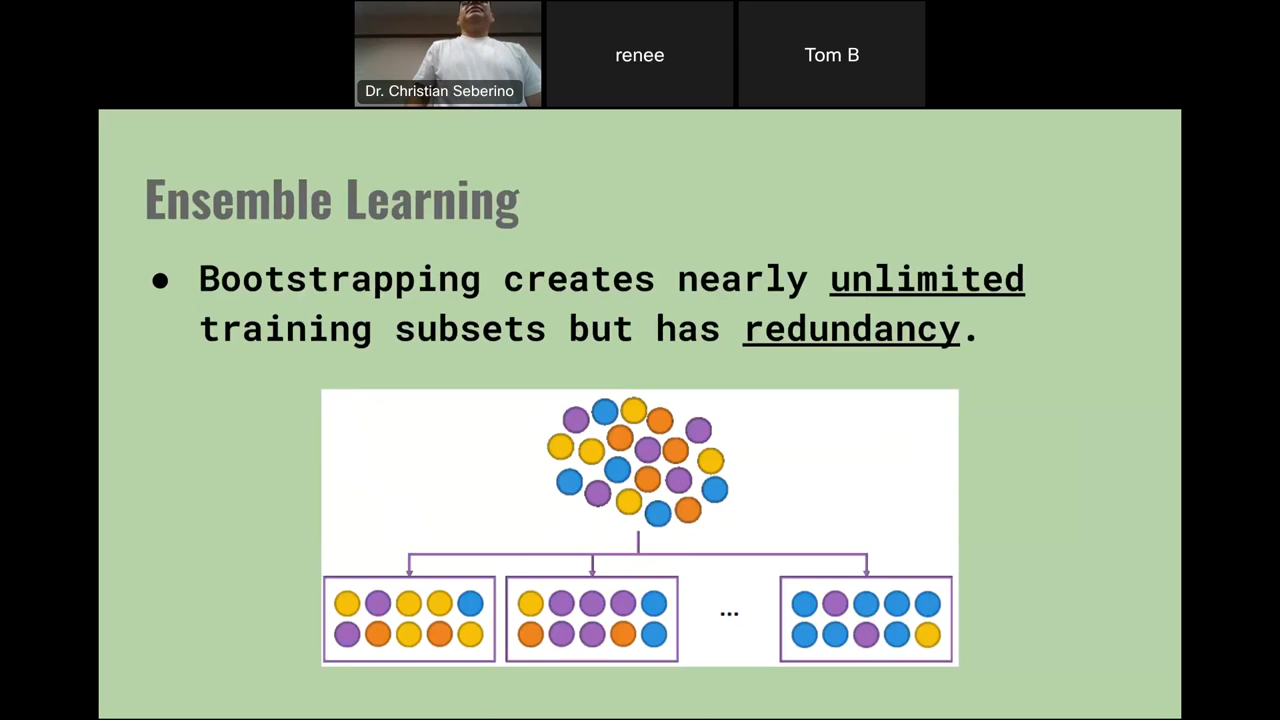 Dr. Christian Seberino
renee
Tom B
Ensemble Learning
● Bootstrapping creates nearly unlimited
training subsets but has redundancy.
...